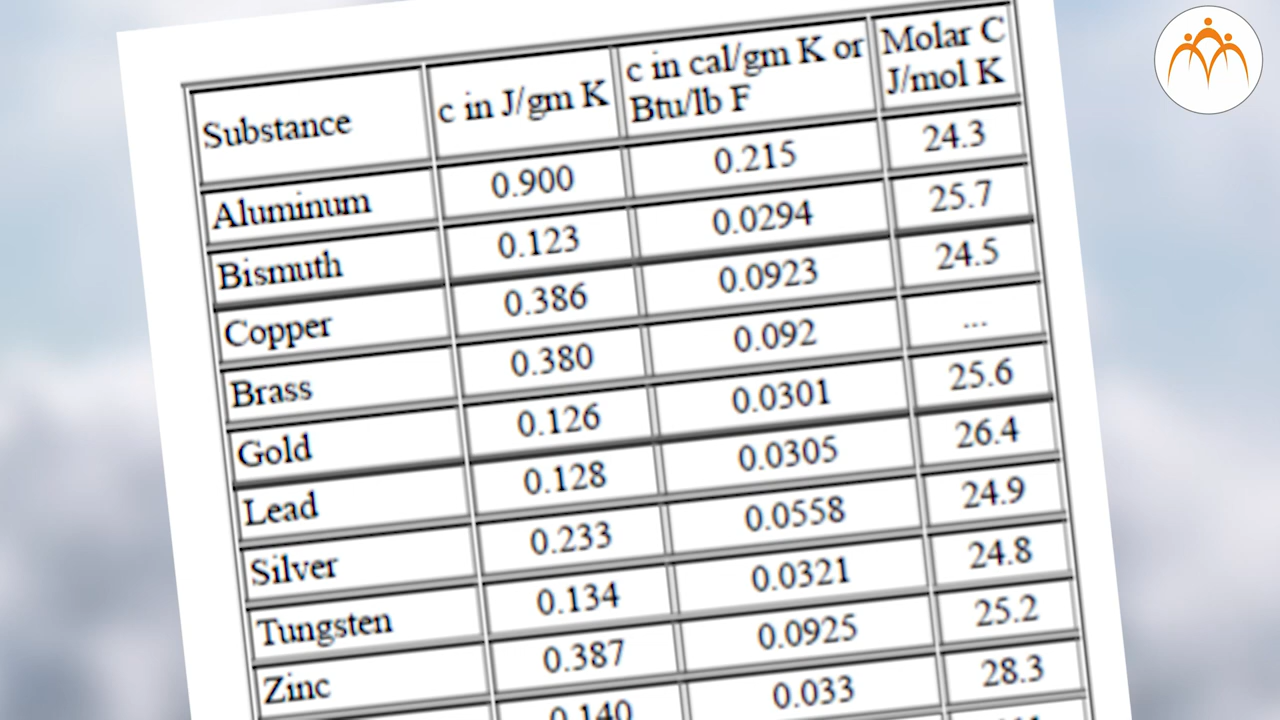 Substance c in J/gm K c in cal/gm K or Btu/lb F Molar C J/mol K
Aluminum 0.900 0.215 24.3
Bismuth 0.123 0.0294 25.7
Copper 0.386 0.0923 24.5
Brass 0.380 0.092 ...
Gold 0.126 0.0301 25.6
Lead 0.128 0.0305 26.4
Silver 0.233 0.0558 24.9
Tungsten 0.134 0.0321 24.8
Zinc 0.387 0.0925 25.2
0.140 0.033 28.3